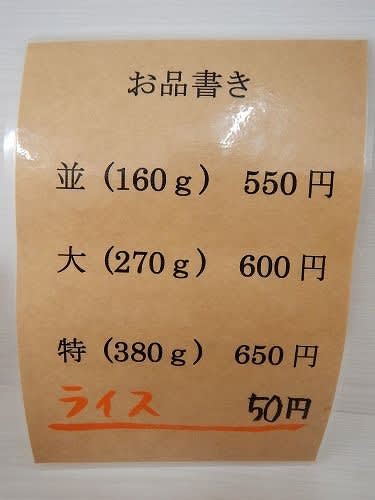 お品書き
並（160ｇ） 550円
大（270ｇ） 600円
特（380ｇ） 650円
ライス 50円